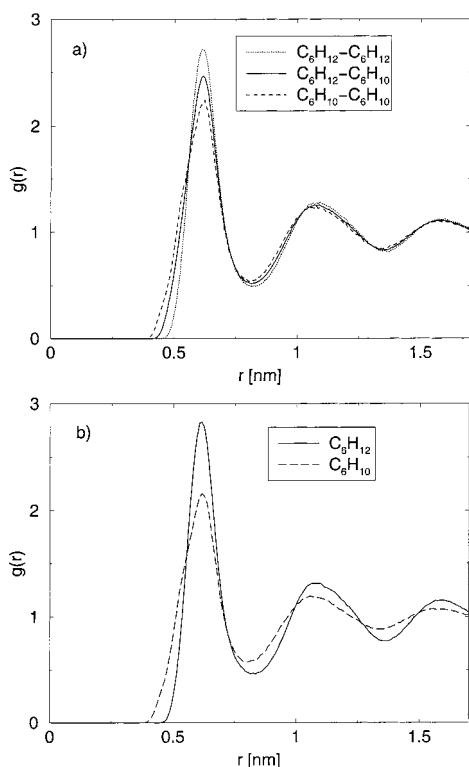 a)
C₆H₁₂–C₆H₁₂
C₆H₁₂–C₆H₁₀
C₆H₁₀–C₆H₁₀
3
2
1
0
g(r)
0 0.5 1 1.5
r [nm]
b)
C₆H₁₂
C₆H₁₀
3
2
1
0
g(r)
0 0.5 1 1.5
r [nm]